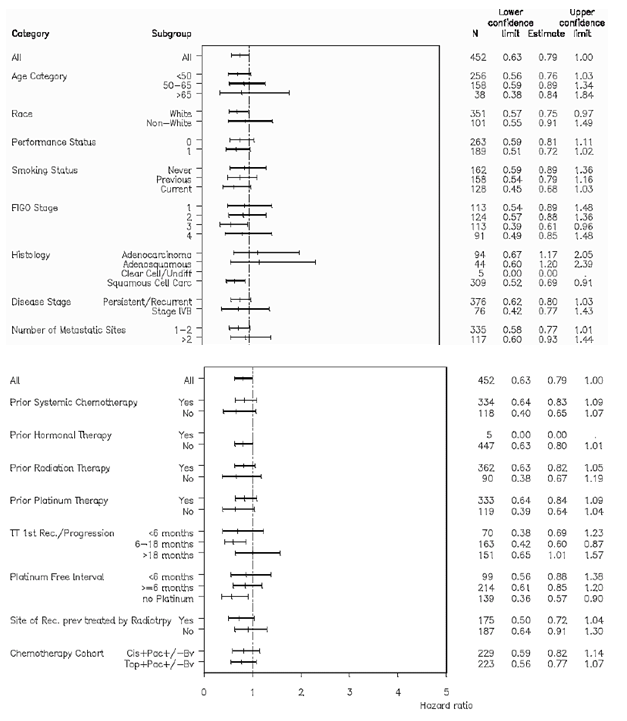 Lower Upper
confidence confidence
Category Subgroup N limit Estimate limit
All All 452 0.63 0.79 1.00
Age Category <50 256 0.56 0.76 1.03
50-65 158 0.59 0.89 1.34
>65 38 0.38 0.84 1.84
Race White 351 0.57 0.75 0.97
Non-White 101 0.55 0.91 1.49
Performance Status 0 263 0.59 0.81 1.11
1 189 0.51 0.72 1.02
Smoking Status Never 162 0.59 0.89 1.36
Previous 158 0.54 0.79 1.16
Current 128 0.45 0.68 1.03
FIGO Stage 1 113 0.54 0.89 1.48
2 124 0.57 0.88 1.36
3 113 0.39 0.61 0.96
4 91 0.49 0.85 1.48
Histology Adenocarcinoma 94 0.67 1.17 2.05
Adenosquamous 44 0.60 1.20 2.39
Clear Cell/Undiff 5 0.00 0.00 .
Squamous Cell Carc 309 0.52 0.69 0.91
Disease Stage Persistent/Recurrent 376 0.62 0.80 1.03
Stage IVB 76 0.42 0.77 1.43
Number of Metastatic Sites 1-2 335 0.58 0.77 1.01
>2 117 0.60 0.93 1.44
All All 452 0.63 0.79 1.00
Prior Systemic Chemotherapy Yes 334 0.64 0.83 1.09
No 118 0.40 0.65 1.07
Prior Hormonal Therapy Yes 5 0.00 0.00 .
No 447 0.63 0.80 1.01
Prior Radiation Therapy Yes 362 0.63 0.82 1.05
No 90 0.38 0.67 1.19
Prior Platinum Therapy Yes 333 0.64 0.84 1.09
No 119 0.39 0.64 1.04
TT 1st Rec./Progression <6 months 70 0.38 0.69 1.23
6-18 months 163 0.42 0.60 0.87
>18 months 151 0.65 1.01 1.57
Platinum Free Interval <6 months 99 0.56 0.88 1.38
>=6 months 214 0.61 0.85 1.20
no Platinum 139 0.36 0.57 0.90
Site of Rec. prev treated by Radiotrpy Yes 175 0.50 0.72 1.04
No 187 0.64 0.91 1.30
Chemotherapy Cohort Cis+Pac+/-Bv 229 0.59 0.82 1.14
Top+Pac+/-Bv 223 0.56 0.77 1.07
0 1 2 3 4 5
Hazard ratio